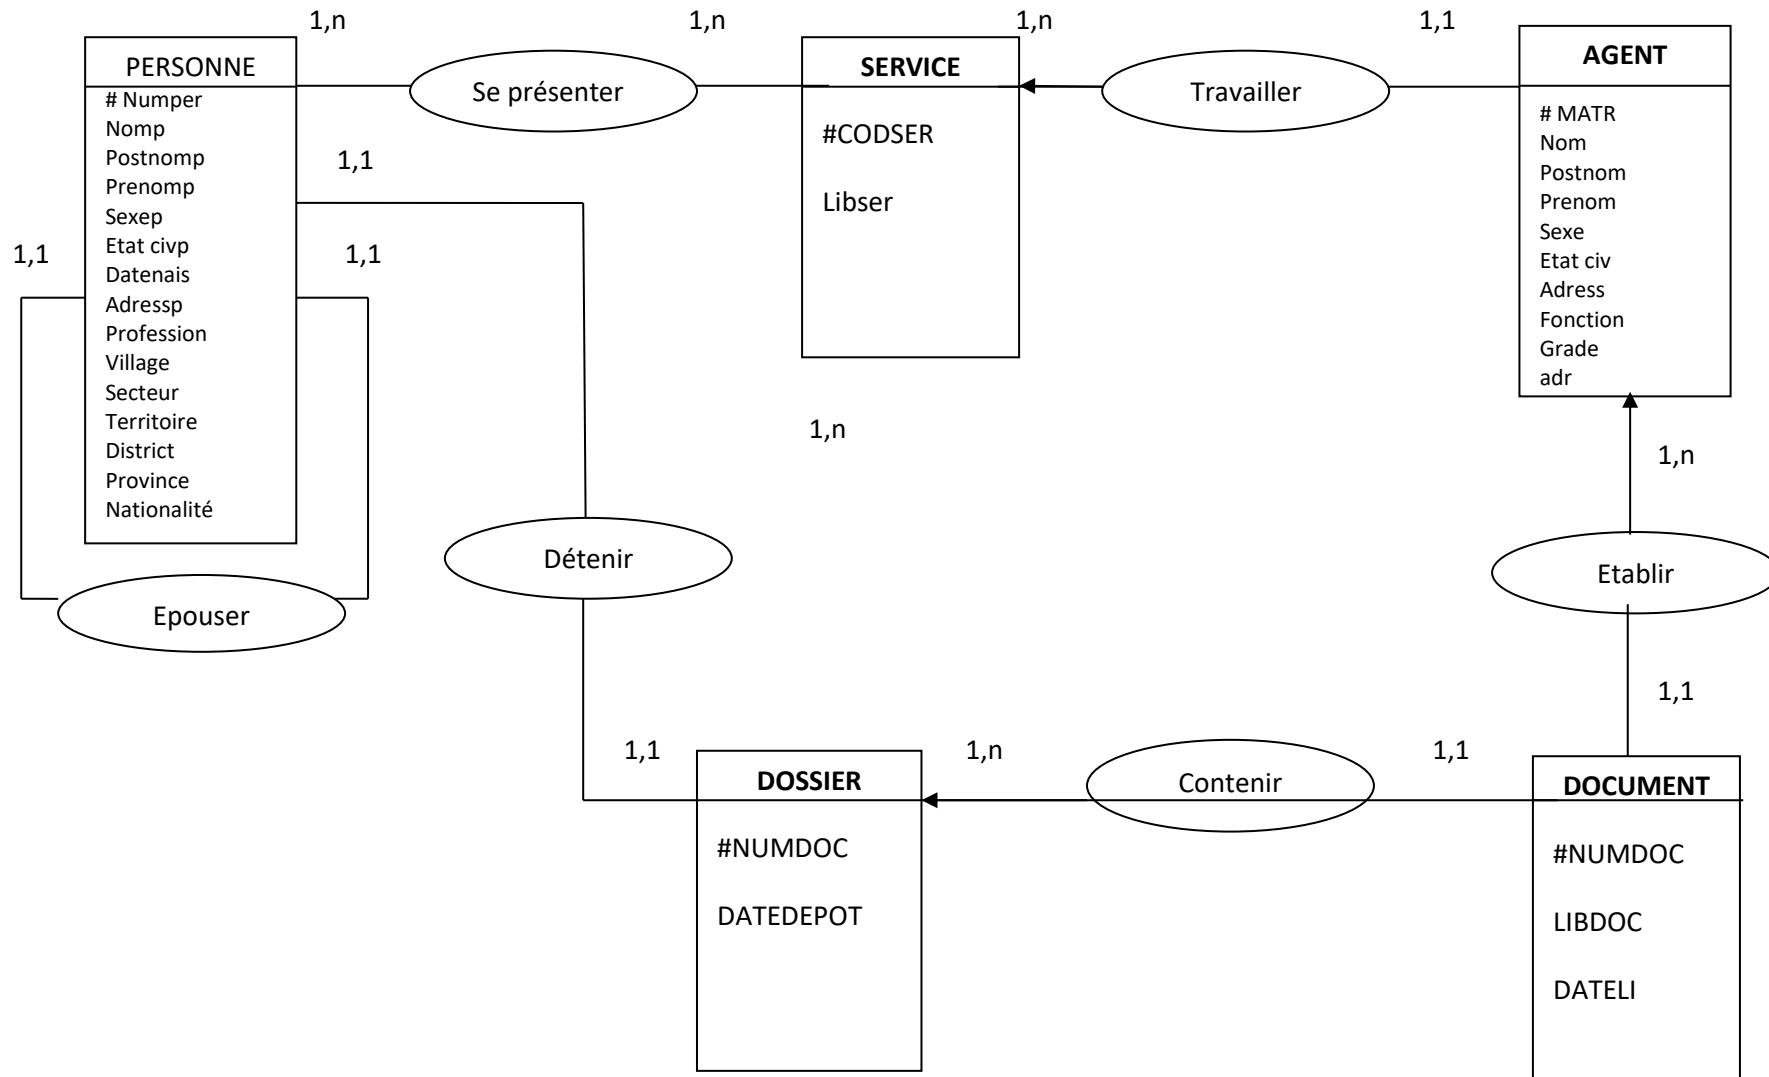 1,n
1,n
1,n
1,1
PERSONNE
# Numper
Nomp
Postnomp
Prenomp
Sexep
Etat civp
Datenais
Adressp
Profession
Village
Secteur
Territoire
District
Province
Nationalité
Se présenter
SERVICE
#CODSER
Libser
Travailler
AGENT
# MATR
Nom
Postnom
Prenom
Sexe
Etat civ
Adress
Fonction
Grade
adr
1,1
1,1
1,1
1,n
1,n
Détenir
Etablir
Epouser
1,1
1,1
1,n
1,1
DOSSIER
#NUMDOC
DATEDEPOT
Contenir
DOCUMENT
#NUMDOC
LIBDOC
DATELI